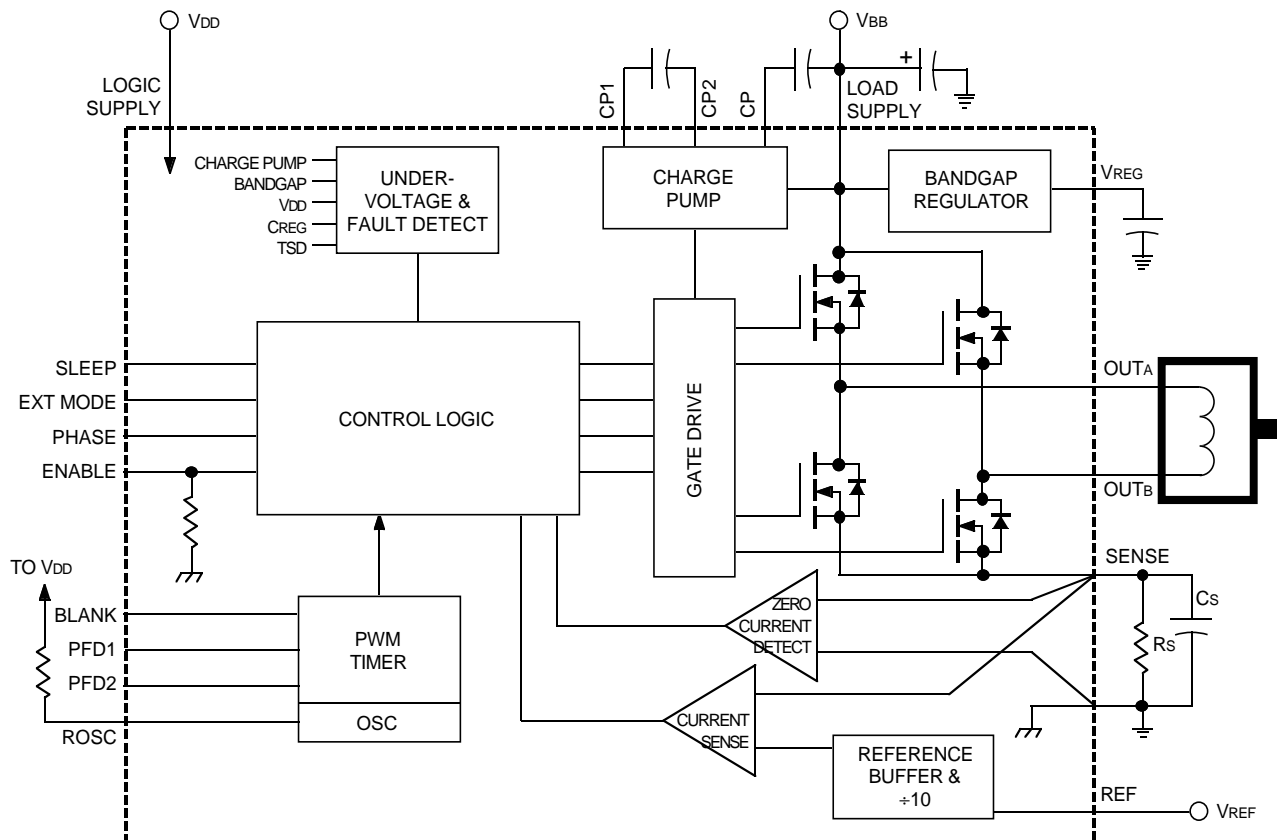 VDD
VBB
LOGIC
SUPPLY
CP1
CP2
CP
+
LOAD
SUPPLY
CHARGE PUMP
BANDGAP
VDD
CREG
TSD
UNDER-
VOLTAGE &
FAULT DETECT
CHARGE
PUMP
BANDGAP
REGULATOR
VREG
SLEEP
EXT MODE
PHASE
ENABLE
CONTROL LOGIC
GATE DRIVE
OUTA
OUTB
SENSE
TO VDD
BLANK
PFD1
PFD2
ROSC
PWM
TIMER
OSC
ZERO
CURRENT
DETECT
CURRENT
SENSE
CS
RS
REFERENCE
BUFFER &
÷10
REF
VREF